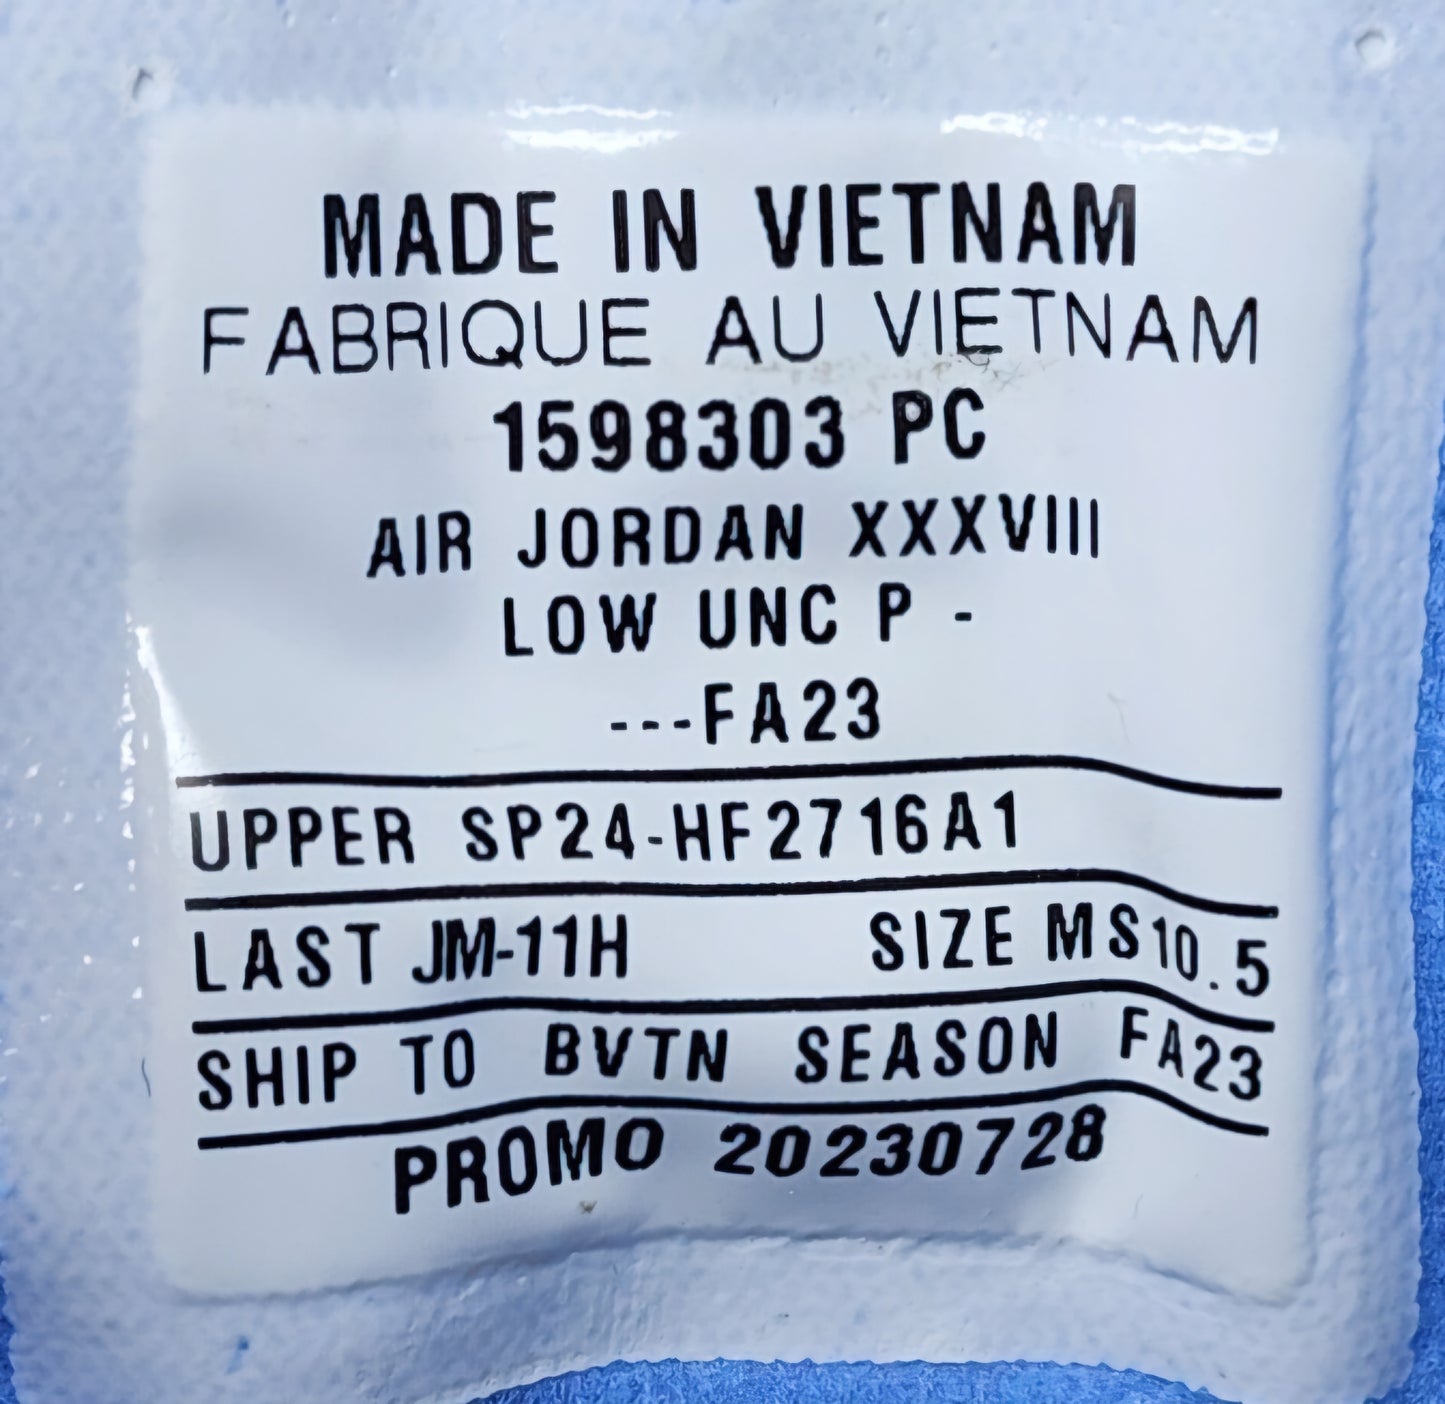 MADE IN VIETNAM
FABRIQUE AU VIETNAM
1598303 PC
AIR JORDAN XXXVIII
LOW UNC P -
---FA23
UPPER SP24-HF2716A1
LAST JM-11H SIZE MS10.5
SHIP TO BVTN SEASON FA23
PROMO 20230728